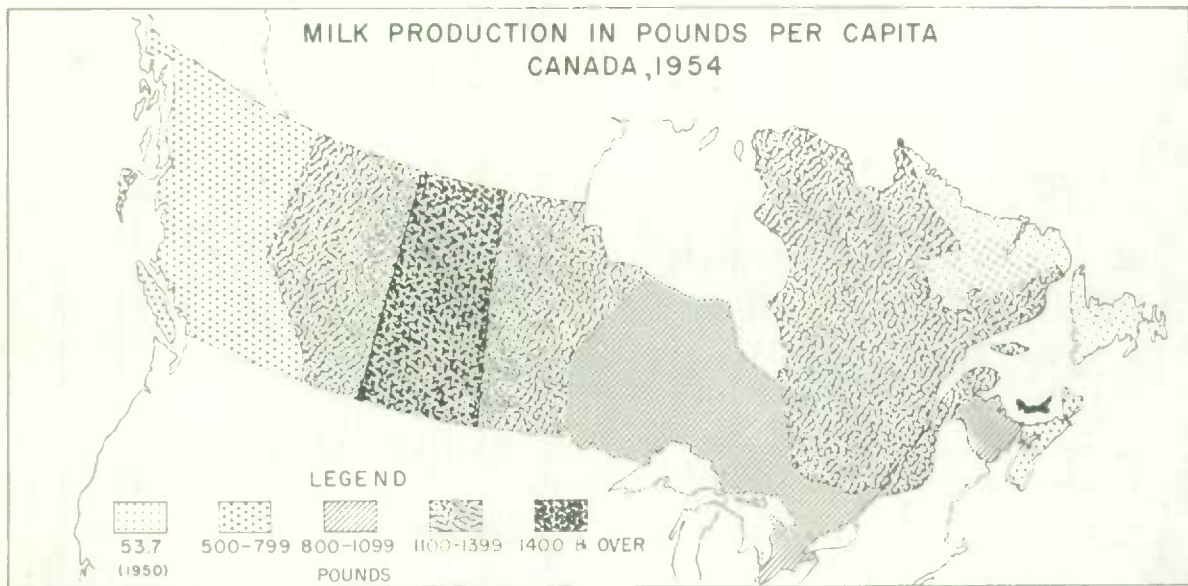 MILK PRODUCTION IN POUNDS PER CAPITA
CANADA, 1954
LEGEND
53.7 500-799 800-1099 1100-1399 1400 & OVER
(1950) POUNDS